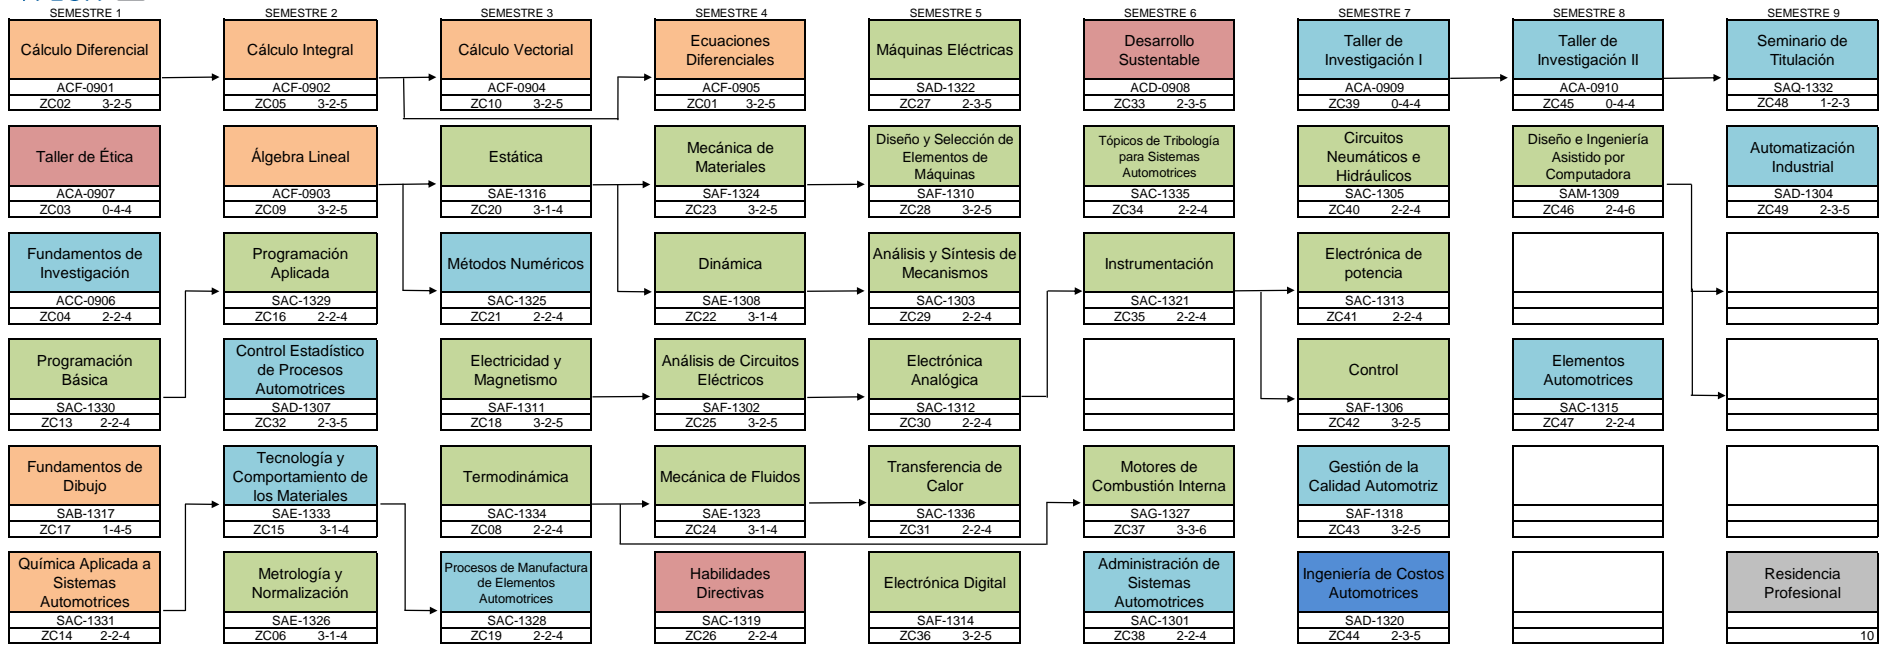 SEMESTRE 1
SEMESTRE 2
SEMESTRE 3
SEMESTRE 4
SEMESTRE 5
SEMESTRE 6
SEMESTRE 7
SEMESTRE 8
SEMESTRE 9
Cálculo Diferencial
ACF-0901
ZC02 3-2-5
Cálculo Integral
ACF-0902
ZC05 3-2-5
Cálculo Vectorial
ACF-0904
ZC10 3-2-5
Ecuaciones
Diferenciales
ACF-0905
ZC01 3-2-5
Máquinas Eléctricas
SAD-1322
ZC27 2-3-5
Desarrollo
Sustentable
ACD-0908
ZC33 2-3-5
Taller de
Investigación I
ACA-0909
ZC39 0-4-4
Taller de
Investigación II
ACA-0910
ZC45 0-4-4
Seminario de
Titulación
SAQ-1332
ZC48 1-2-3
Taller de Ética
ACA-0907
ZC03 0-4-4
Álgebra Lineal
ACF-0903
ZC09 3-2-5
Estática
SAE-1316
ZC20 3-1-4
Mecánica de
Materiales
SAF-1324
ZC23 3-2-5
Diseño y Selección de
Elementos de
Máquinas
SAF-1310
ZC28 3-2-5
Tópicos de Tribología
para Sistemas
Automotrices
SAC-1335
ZC34 2-2-4
Circuitos
Neumáticos e
Hidráulicos
SAC-1305
ZC40 2-2-4
Diseño e Ingeniería
Asistido por
Computadora
SAM-1309
ZC46 2-4-6
Automatización
Industrial
SAD-1304
ZC49 2-3-5
Fundamentos de
Investigación
ACC-0906
ZC04 2-2-4
Programación
Aplicada
SAC-1329
ZC16 2-2-4
Métodos Numéricos
SAC-1325
ZC21 2-2-4
Dinámica
SAE-1308
ZC22 3-1-4
Análisis y Síntesis de
Mecanismos
SAC-1303
ZC29 2-2-4
Instrumentación
SAC-1321
ZC35 2-2-4
Electrónica de
potencia
SAC-1313
ZC41 2-2-4
Programación
Básica
SAC-1330
ZC13 2-2-4
Control Estadístico
de Procesos
Automotrices
SAD-1307
ZC32 2-3-5
Electricidad y
Magnetismo
SAF-1311
ZC18 3-2-5
Análisis de Circuitos
Eléctricos
SAF-1302
ZC25 3-2-5
Electrónica
Analógica
SAC-1312
ZC30 2-2-4
Control
SAF-1306
ZC42 3-2-5
Elementos
Automotrices
SAC-1315
ZC47 2-2-4
Fundamentos de
Dibujo
SAB-1317
ZC17 1-4-5
Tecnología y
Comportamiento de
los Materiales
SAE-1333
ZC15 3-1-4
Termodinámica
SAC-1334
ZC08 2-2-4
Mecánica de Fluidos
SAE-1323
ZC24 3-1-4
Transferencia de
Calor
SAC-1336
ZC31 2-2-4
Motores de
Combustión Interna
SAG-1327
ZC37 3-3-6
Gestión de la
Calidad Automotriz
SAF-1318
ZC43 3-2-5
Química Aplicada a
Sistemas
Automotrices
SAC-1331
ZC14 2-2-4
Metrología y
Normalización
SAE-1326
ZC06 3-1-4
Procesos de Manufactura
de Elementos
Automotrices
SAC-1328
ZC19 2-2-4
Habilidades
Directivas
SAC-1319
ZC26 2-2-4
Electrónica Digital
SAF-1314
ZC36 3-2-5
Administración de
Sistemas
Automotrices
SAC-1301
ZC38 2-2-4
Ingeniería de Costos
Automotrices
SAD-1320
ZC44 2-3-5
Residencia
Profesional
10